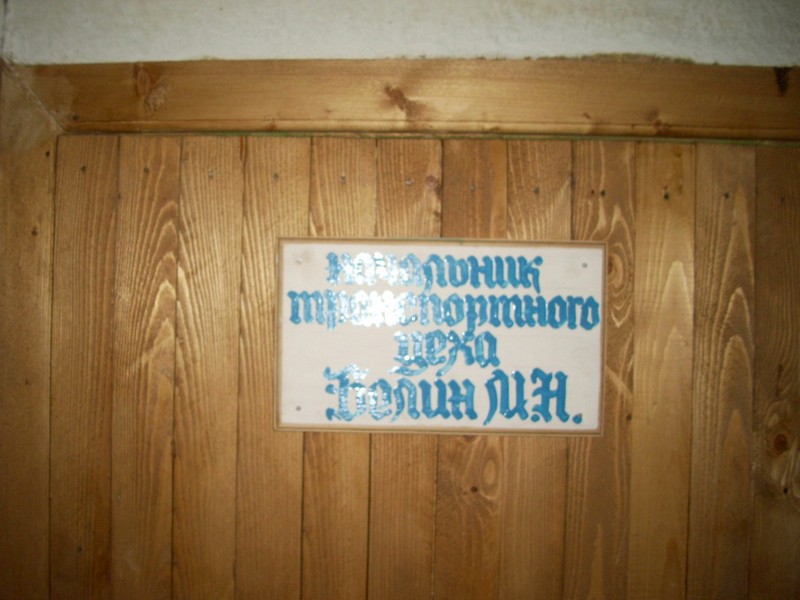 начальник
транспортного
цеха
Белин М.Н.